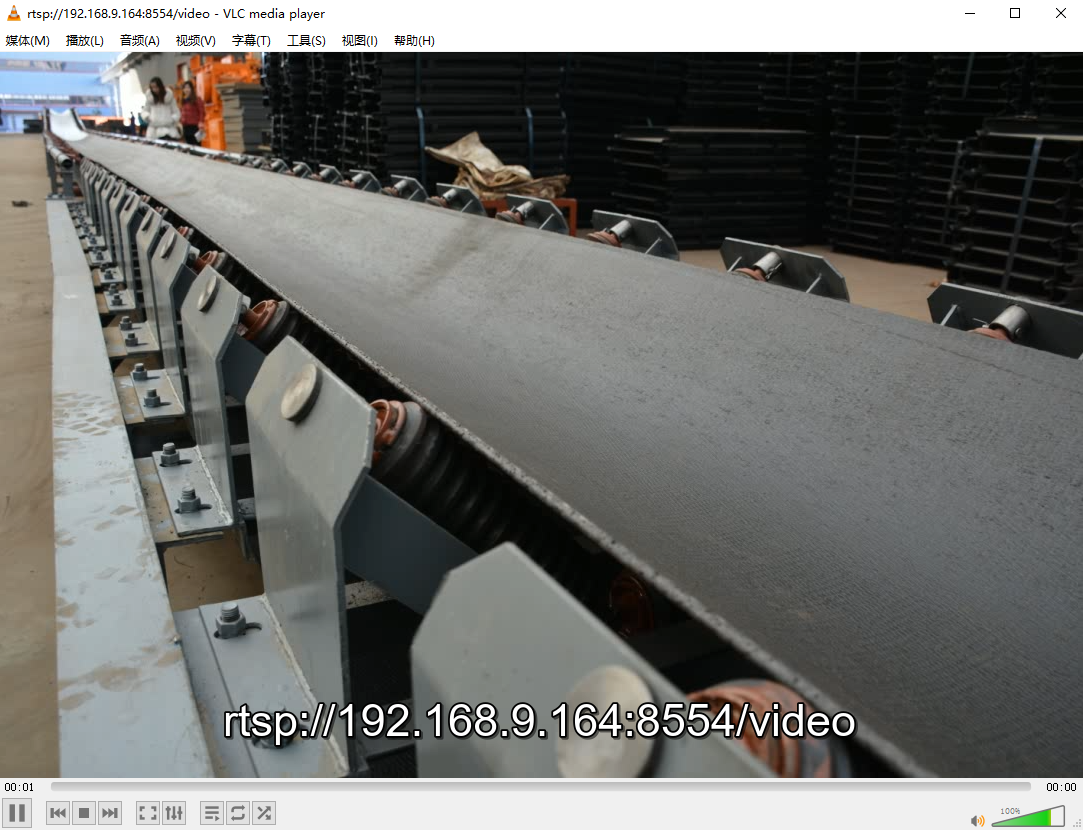 rtsp://192.168.9.164:8554/video - VLC media player
媒体(M) 播放(L) 音频(A) 视频(V) 字幕(T) 工具(S) 视图(I) 帮助(H)
rtsp://192.168.9.164:8554/video
00:01 00:00
100%